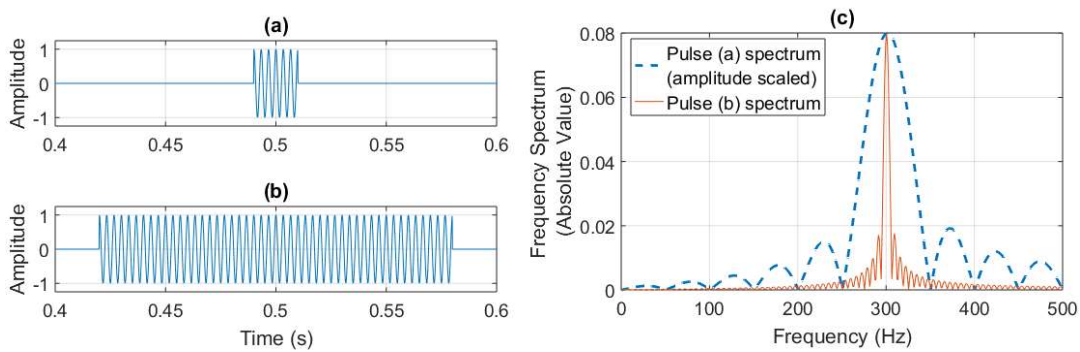 (a)
Amplitude
1
0
-1
0.4 0.45 0.5 0.55 0.6
(b)
Amplitude
1
0
-1
0.4 0.45 0.5 0.55 0.6
Time (s)
(c)
Frequency Spectrum
(Absolute Value)
0.08
0.06
0.04
0.02
0
Pulse (a) spectrum
(amplitude scaled)
Pulse (b) spectrum
0 100 200 300 400 500
Frequency (Hz)